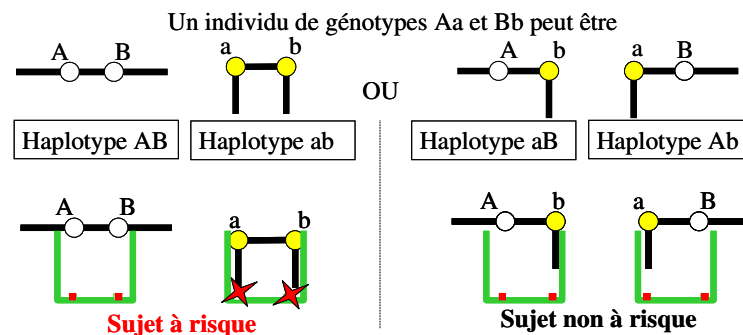 Un individu de génotypes Aa et Bb peut être
A B a b A b a B
OU
Haplotype AB Haplotype ab Haplotype aB Haplotype Ab
A B a b A b a B
Sujet à risque Sujet non à risque